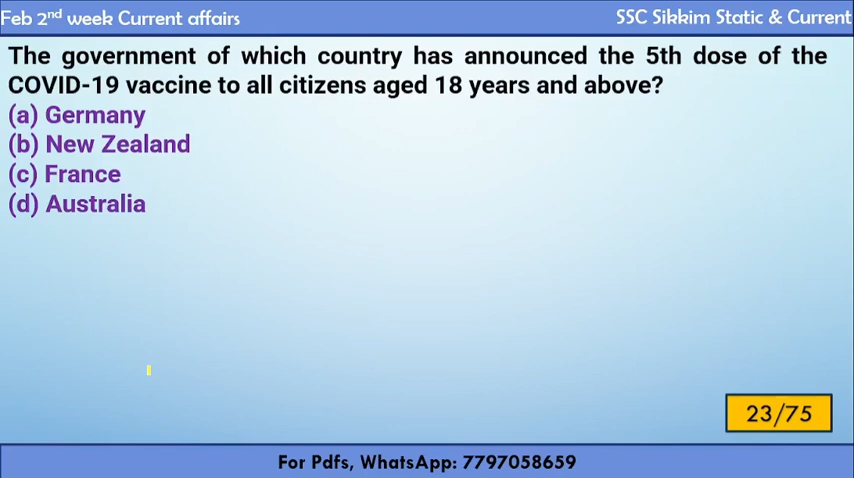 Feb 2nd week Current affairs
SSC Sikkim Static & Current
The government of which country has announced the 5th dose of the
COVID-19 vaccine to all citizens aged 18 years and above?
(a) Germany
(b) New Zealand
(c) France
(d) Australia
23/75
For Pdfs, WhatsApp: 7797058659